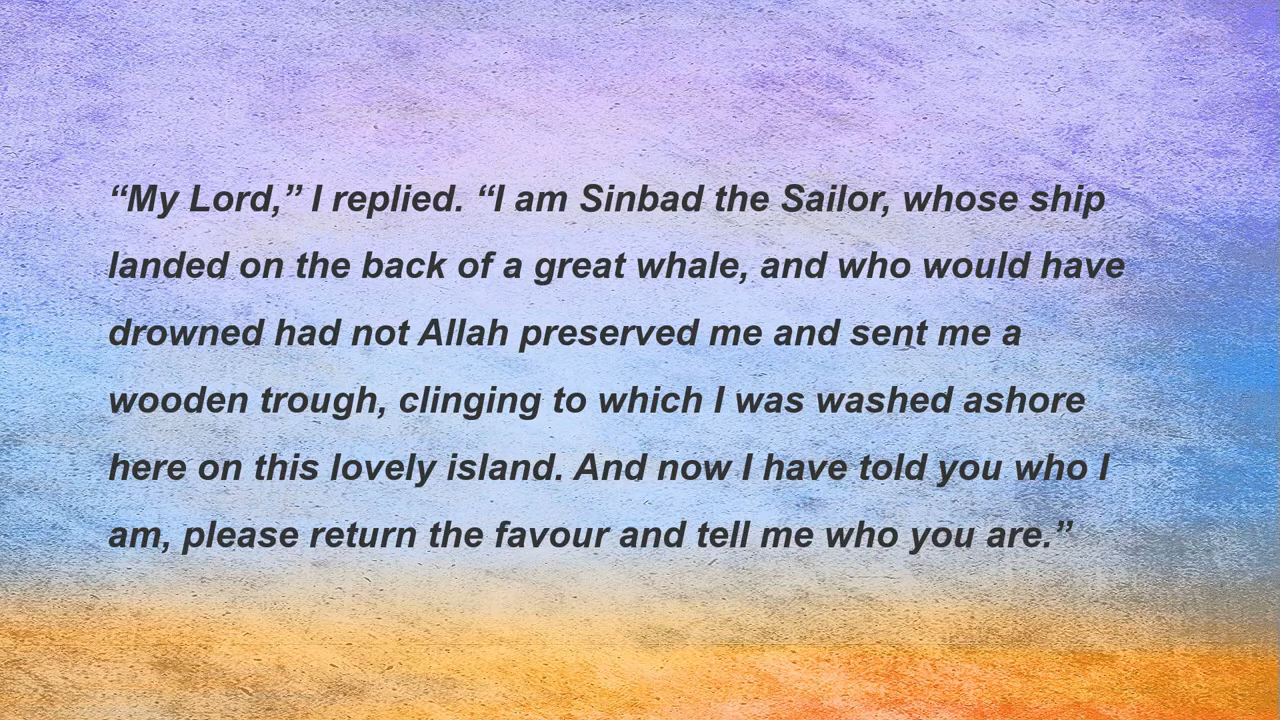 “My Lord,” I replied. “I am Sinbad the Sailor, whose ship
landed on the back of a great whale, and who would have
drowned had not Allah preserved me and sent me a
wooden trough, clinging to which I was washed ashore
here on this lovely island. And now I have told you who I
am, please return the favour and tell me who you are.”